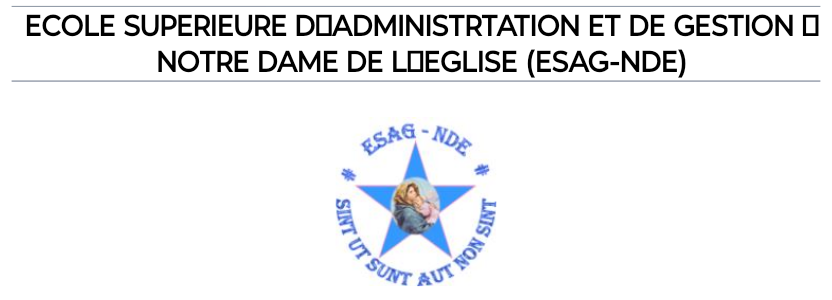 ECOLE SUPERIEURE D▯ADMINISTRTATION ET DE GESTION ▯
NOTRE DAME DE L▯EGLISE (ESAG-NDE)
ESAG - NDE
# #
SINT UT SUNT AUT NON SINT